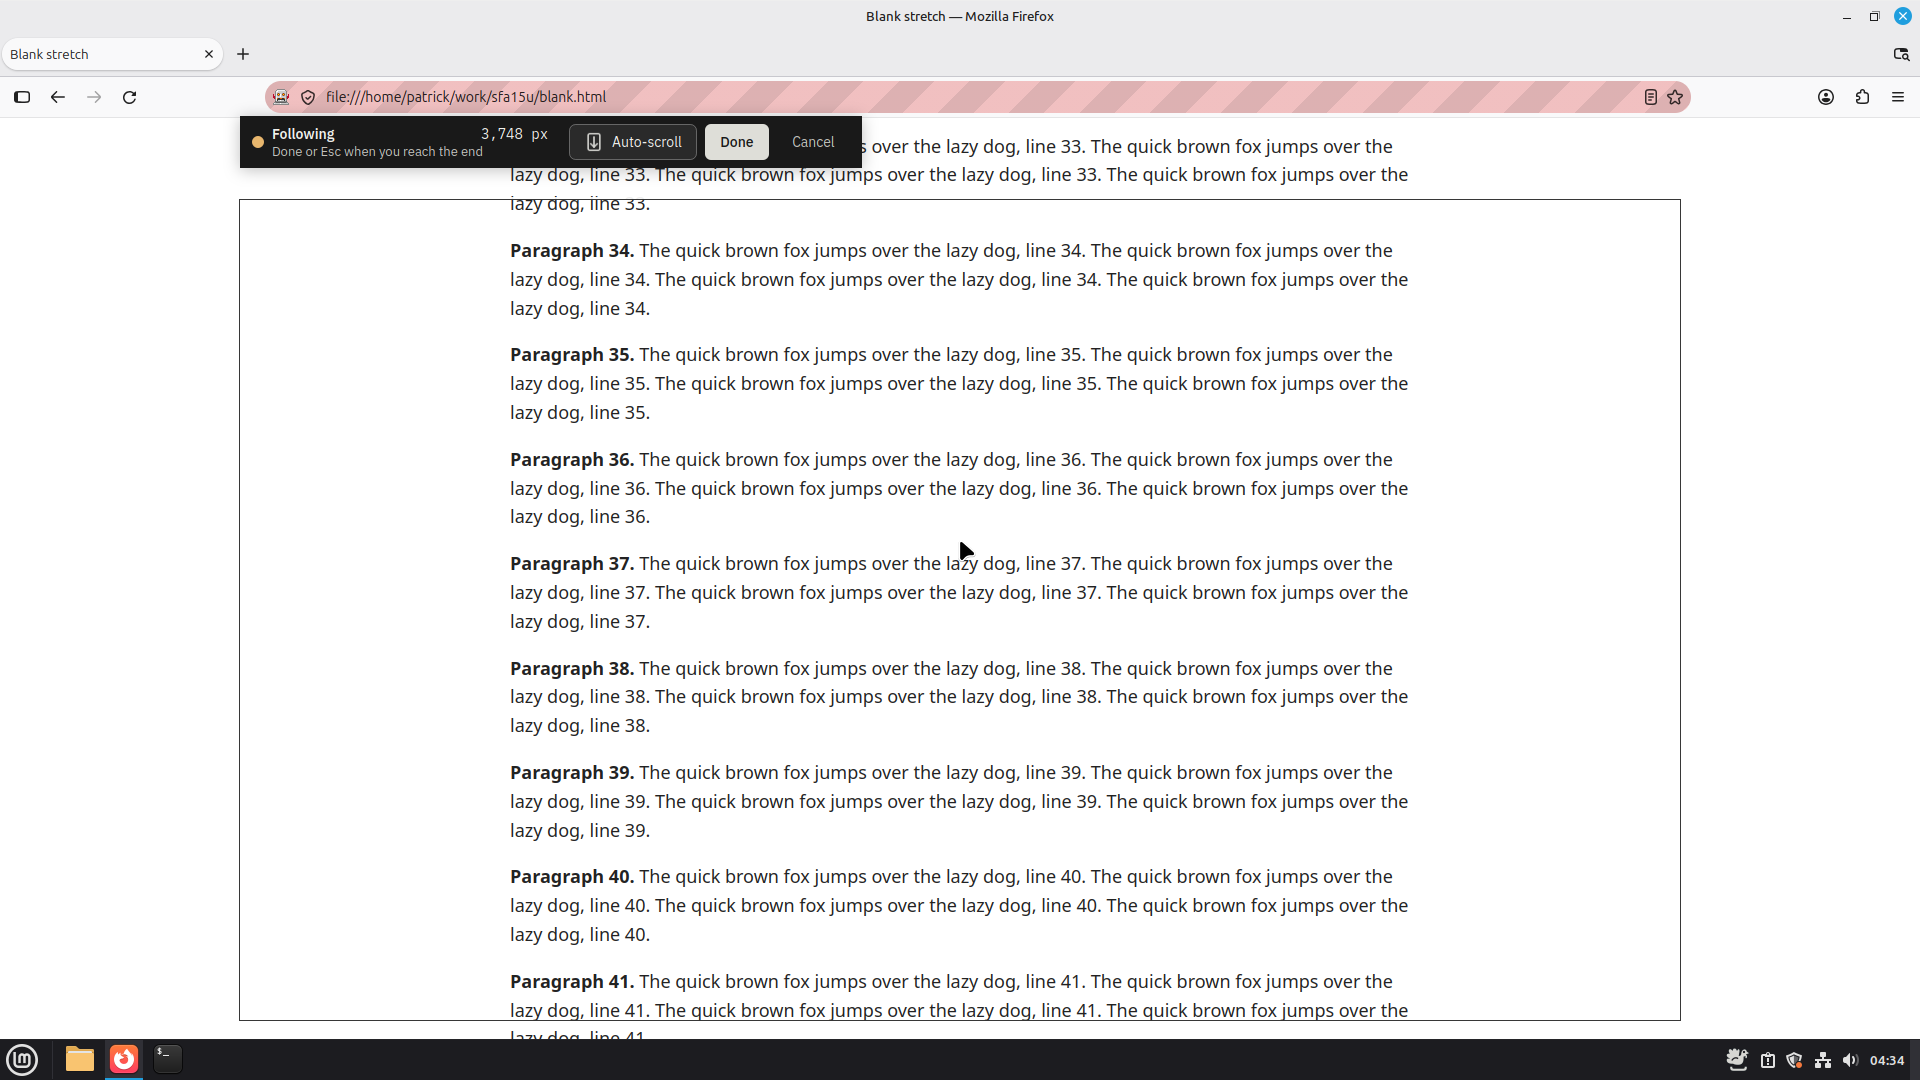 Blank stretch — Mozilla Firefox
Blank stretch
file:///home/patrick/work/sfa15u/blank.html
Following
3,748 px
Done or Esc when you reach the end
Auto-scroll
Done
Cancel
over the lazy dog, line 33. The quick brown fox jumps over the
lazy dog, line 33. The quick brown fox jumps over the lazy dog, line 33. The quick brown fox jumps over the
lazy dog, line 33.
Paragraph 34. The quick brown fox jumps over the lazy dog, line 34. The quick brown fox jumps over the
lazy dog, line 34. The quick brown fox jumps over the lazy dog, line 34. The quick brown fox jumps over the
lazy dog, line 34.
Paragraph 35. The quick brown fox jumps over the lazy dog, line 35. The quick brown fox jumps over the
lazy dog, line 35. The quick brown fox jumps over the lazy dog, line 35. The quick brown fox jumps over the
lazy dog, line 35.
Paragraph 36. The quick brown fox jumps over the lazy dog, line 36. The quick brown fox jumps over the
lazy dog, line 36. The quick brown fox jumps over the lazy dog, line 36. The quick brown fox jumps over the
lazy dog, line 36.
Paragraph 37. The quick brown fox jumps over the lazy dog, line 37. The quick brown fox jumps over the
lazy dog, line 37. The quick brown fox jumps over the lazy dog, line 37. The quick brown fox jumps over the
lazy dog, line 37.
Paragraph 38. The quick brown fox jumps over the lazy dog, line 38. The quick brown fox jumps over the
lazy dog, line 38. The quick brown fox jumps over the lazy dog, line 38. The quick brown fox jumps over the
lazy dog, line 38.
Paragraph 39. The quick brown fox jumps over the lazy dog, line 39. The quick brown fox jumps over the
lazy dog, line 39. The quick brown fox jumps over the lazy dog, line 39. The quick brown fox jumps over the
lazy dog, line 39.
Paragraph 40. The quick brown fox jumps over the lazy dog, line 40. The quick brown fox jumps over the
lazy dog, line 40. The quick brown fox jumps over the lazy dog, line 40. The quick brown fox jumps over the
lazy dog, line 40.
Paragraph 41. The quick brown fox jumps over the lazy dog, line 41. The quick brown fox jumps over the
lazy dog, line 41. The quick brown fox jumps over the lazy dog, line 41. The quick brown fox jumps over the
lazy dog, line 41.
04:34